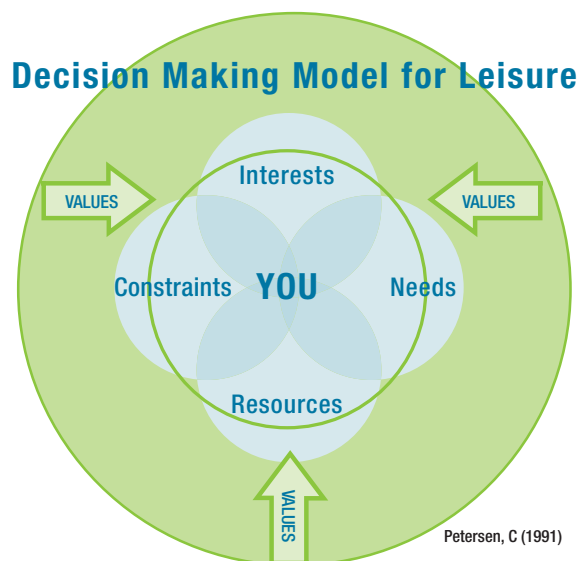 Decision Making Model for Leisure
Interests
VALUES
VALUES
Constraints
YOU
Needs
Resources
VALUES
Petersen, C (1991)